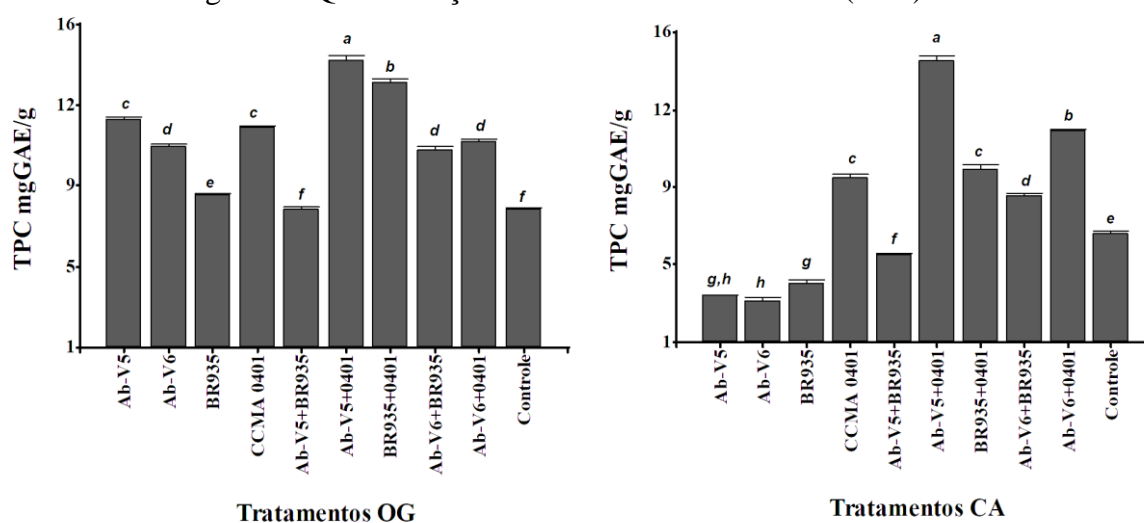 TPC mgGAE/g
16
12
9
5
1
c
d
e
c
f
a
b
d
d
f
Ab-V5
Ab-V6
BR935
CCMA 0401
Ab-V5+BR935
Ab-V5+0401
BR935+0401
Ab-V6+BR935
Ab-V6+0401
Controle
Tratamentos OG
TPC mgGAE/g
16
12
9
5
1
g,h
h
g
c
f
a
c
d
b
e
Ab-V5
Ab-V6
BR935
CCMA 0401
Ab-V5+BR935
Ab-V5+0401
BR935+0401
Ab-V6+BR935
Ab-V6+0401
Controle
Tratamentos CA